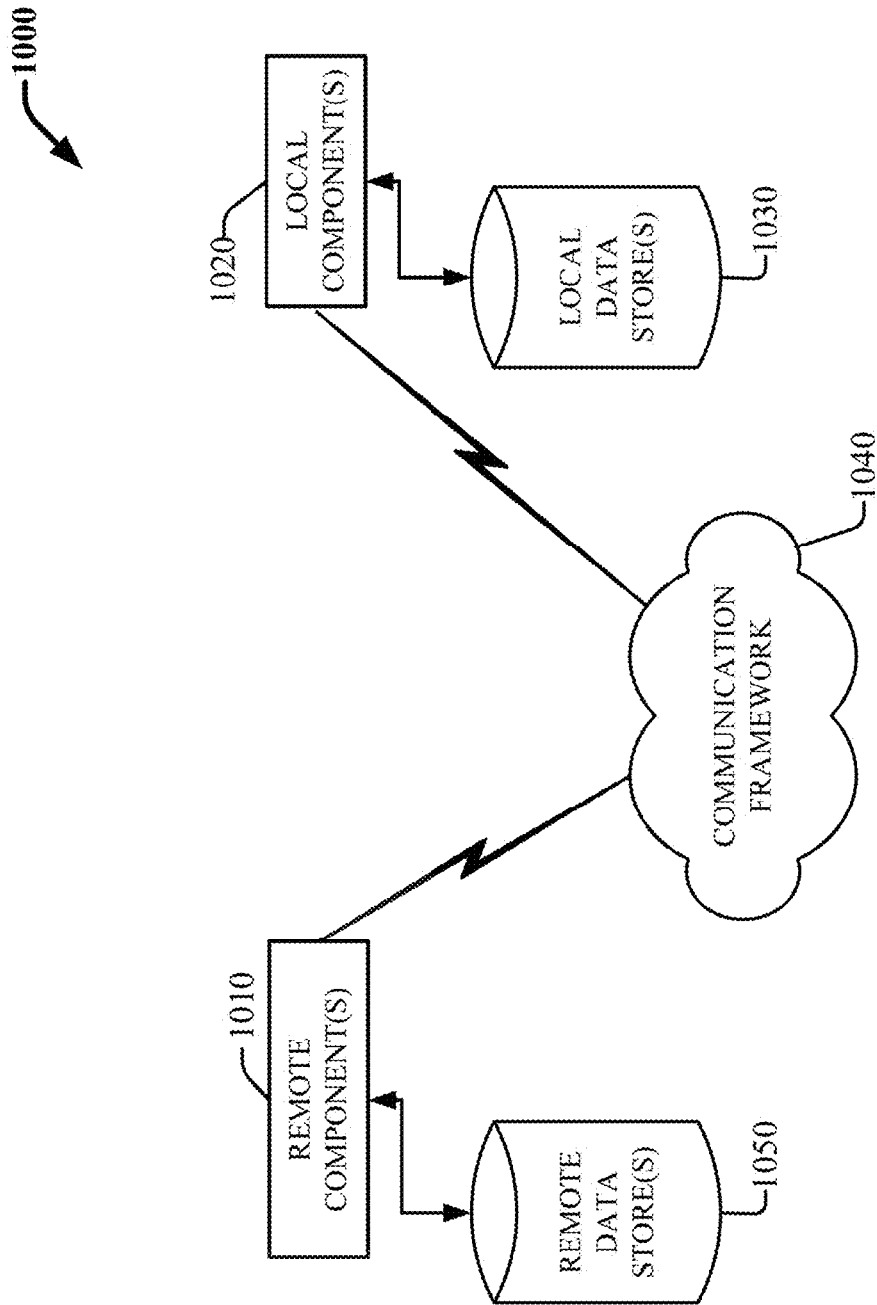 1000
1010
REMOTE
COMPONENT(S)
1020
LOCAL
COMPONENT(S)
REMOTE
DATA
STORE(S)
1050
COMMUNICATION
FRAMEWORK
1040
LOCAL
DATA
STORE(S)
1030